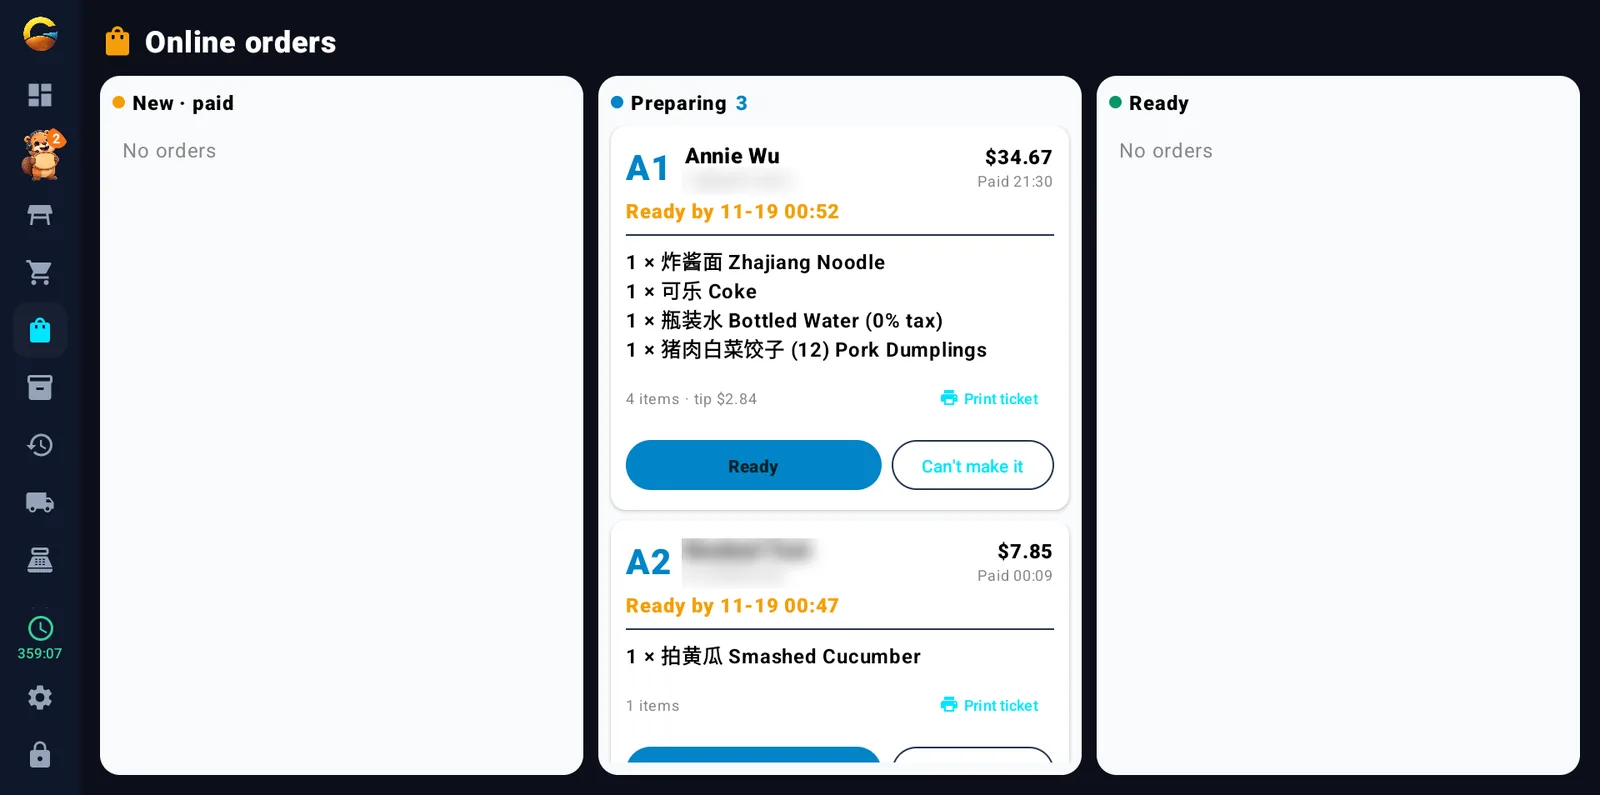 Online orders
2
359:07
New · paid
No orders
Preparing 3
A1
Annie Wu
$34.67
Paid 21:30
Ready by 11-19 00:52
1 × 炸酱面 Zhajiang Noodle
1 × 可乐 Coke
1 × 瓶装水 Bottled Water (0% tax)
1 × 猪肉白菜饺子 (12) Pork Dumplings
4 items · tip $2.84
Print ticket
Ready
Can't make it
A2
$7.85
Paid 00:09
Ready by 11-19 00:47
1 × 拍黄瓜 Smashed Cucumber
1 items
Print ticket
Ready
No orders